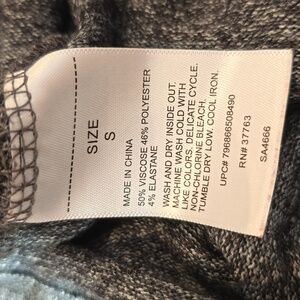 SIZE
S
MADE IN CHINA
50% VISCOSE 46% POLYESTER
4% ELASTANE
WASH AND DRY INSIDE OUT.
MACHINE WASH COLD WITH
LIKE COLORS. DELICATE CYCLE.
NON-CHLORINE BLEACH.
TUMBLE DRY LOW. COOL IRON.
UPC# 796866508490
RN# 37763
SA4666